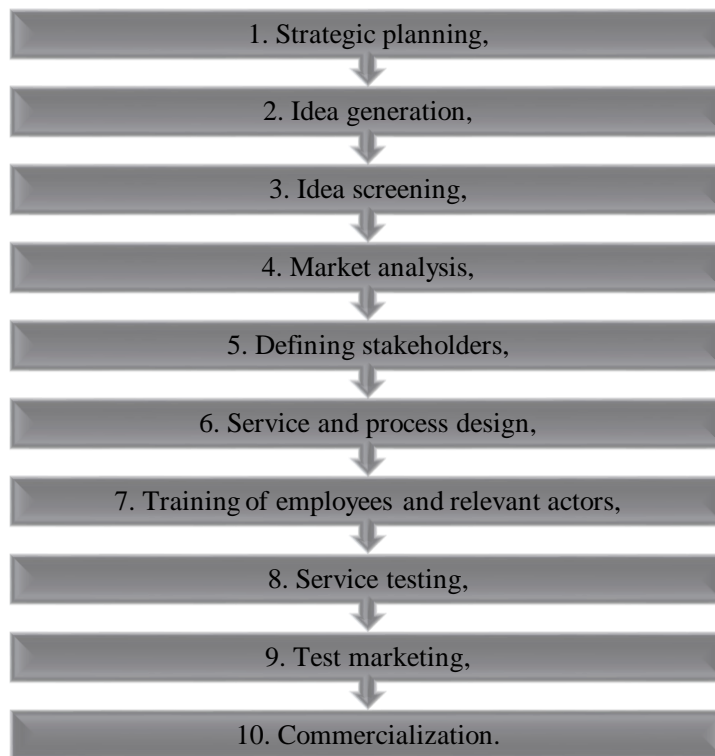 1. Strategic planning,
2. Idea generation,
3. Idea screening,
4. Market analysis,
5. Defining stakeholders,
6. Service and process design,
7. Training of employees and relevant actors,
8. Service testing,
9. Test marketing,
10. Commercialization.